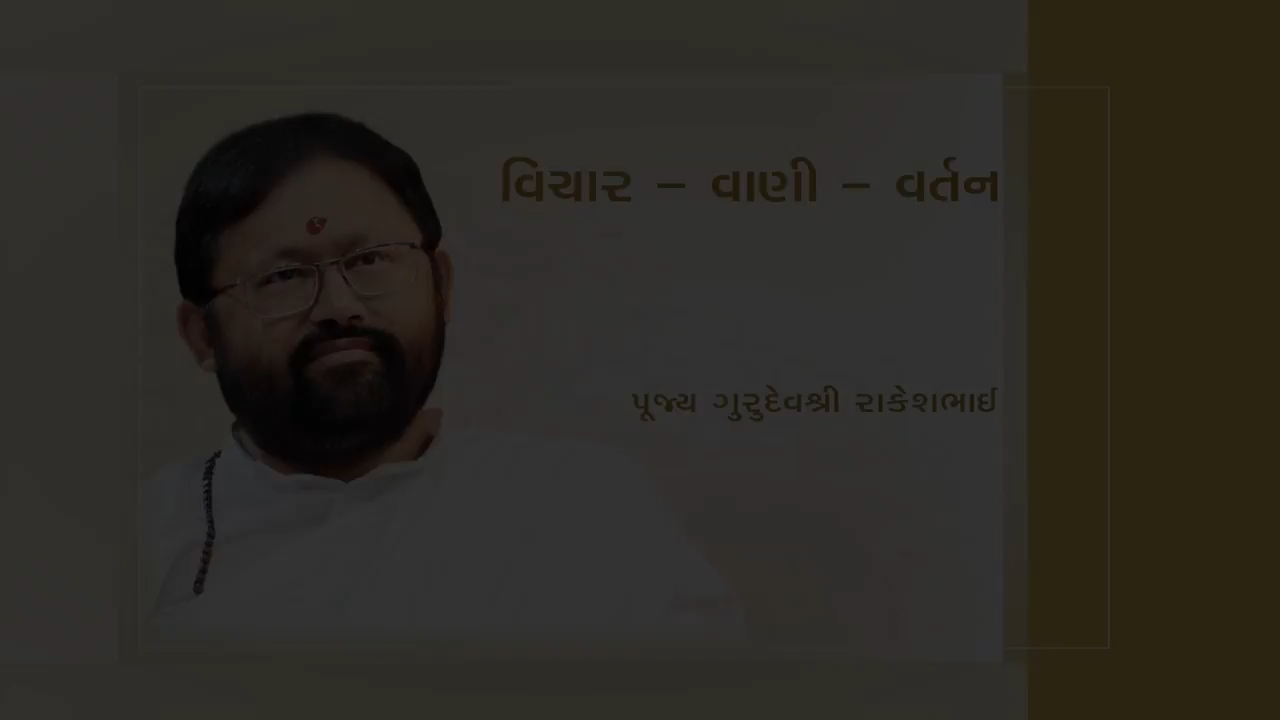 વિચાર – વાણી – વર્તન
પૂજ્ય ગુરુદેવશ્રી રાકેશભાઈ